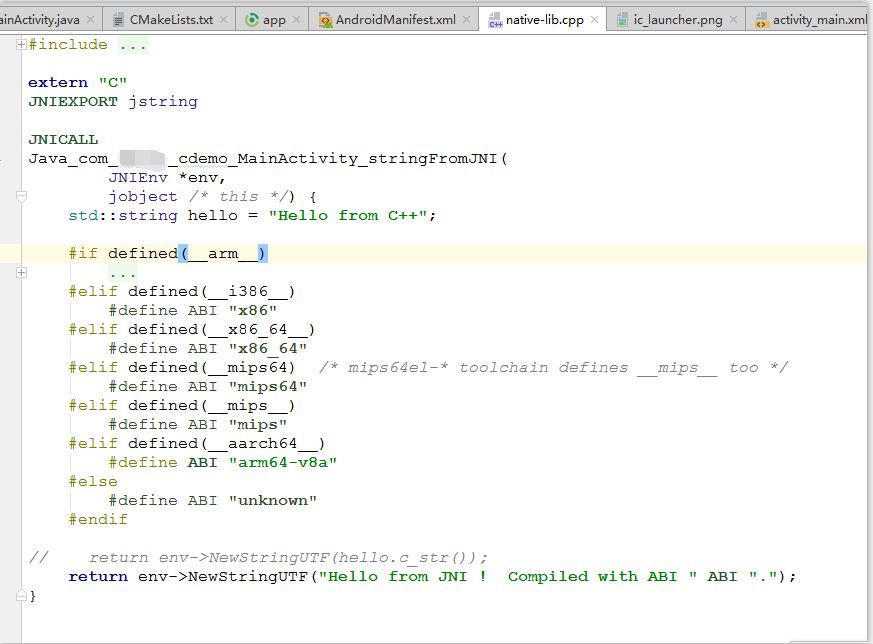 ainActivity.java × CMakeLists.txt × app × AndroidManifest.xml × native-lib.cpp × ic_launcher.png × activity_main.xml
#include ...
extern "C"
JNIEXPORT jstring
JNICALL
Java_com_ _cdemo_MainActivity_stringFromJNI(
JNIEnv *env,
jobject /* this */) {
std::string hello = "Hello from C++";
#if defined(__arm__)
...
#elif defined(__i386__)
#define ABI "x86"
#elif defined(__x86_64__)
#define ABI "x86_64"
#elif defined(__mips64) /* mips64el-* toolchain defines __mips__ too */
#define ABI "mips64"
#elif defined(__mips__)
#define ABI "mips"
#elif defined(__aarch64__)
#define ABI "arm64-v8a"
#else
#define ABI "unknown"
#endif
// return env->NewStringUTF(hello.c_str());
return env->NewStringUTF("Hello from JNI !  Compiled with ABI " ABI ".");
}